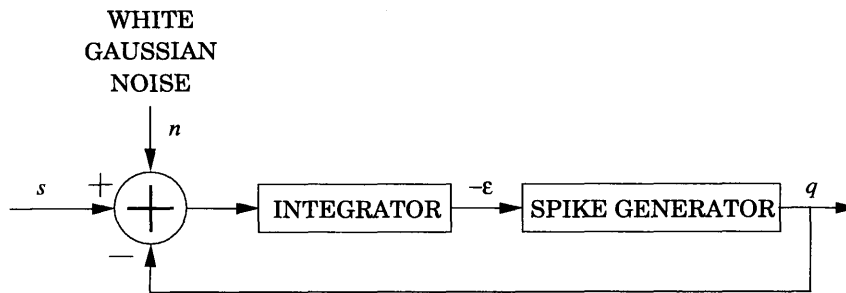 WHITE
GAUSSIAN
NOISE
n
s
+
+
−
INTEGRATOR
−ε
SPIKE GENERATOR
q